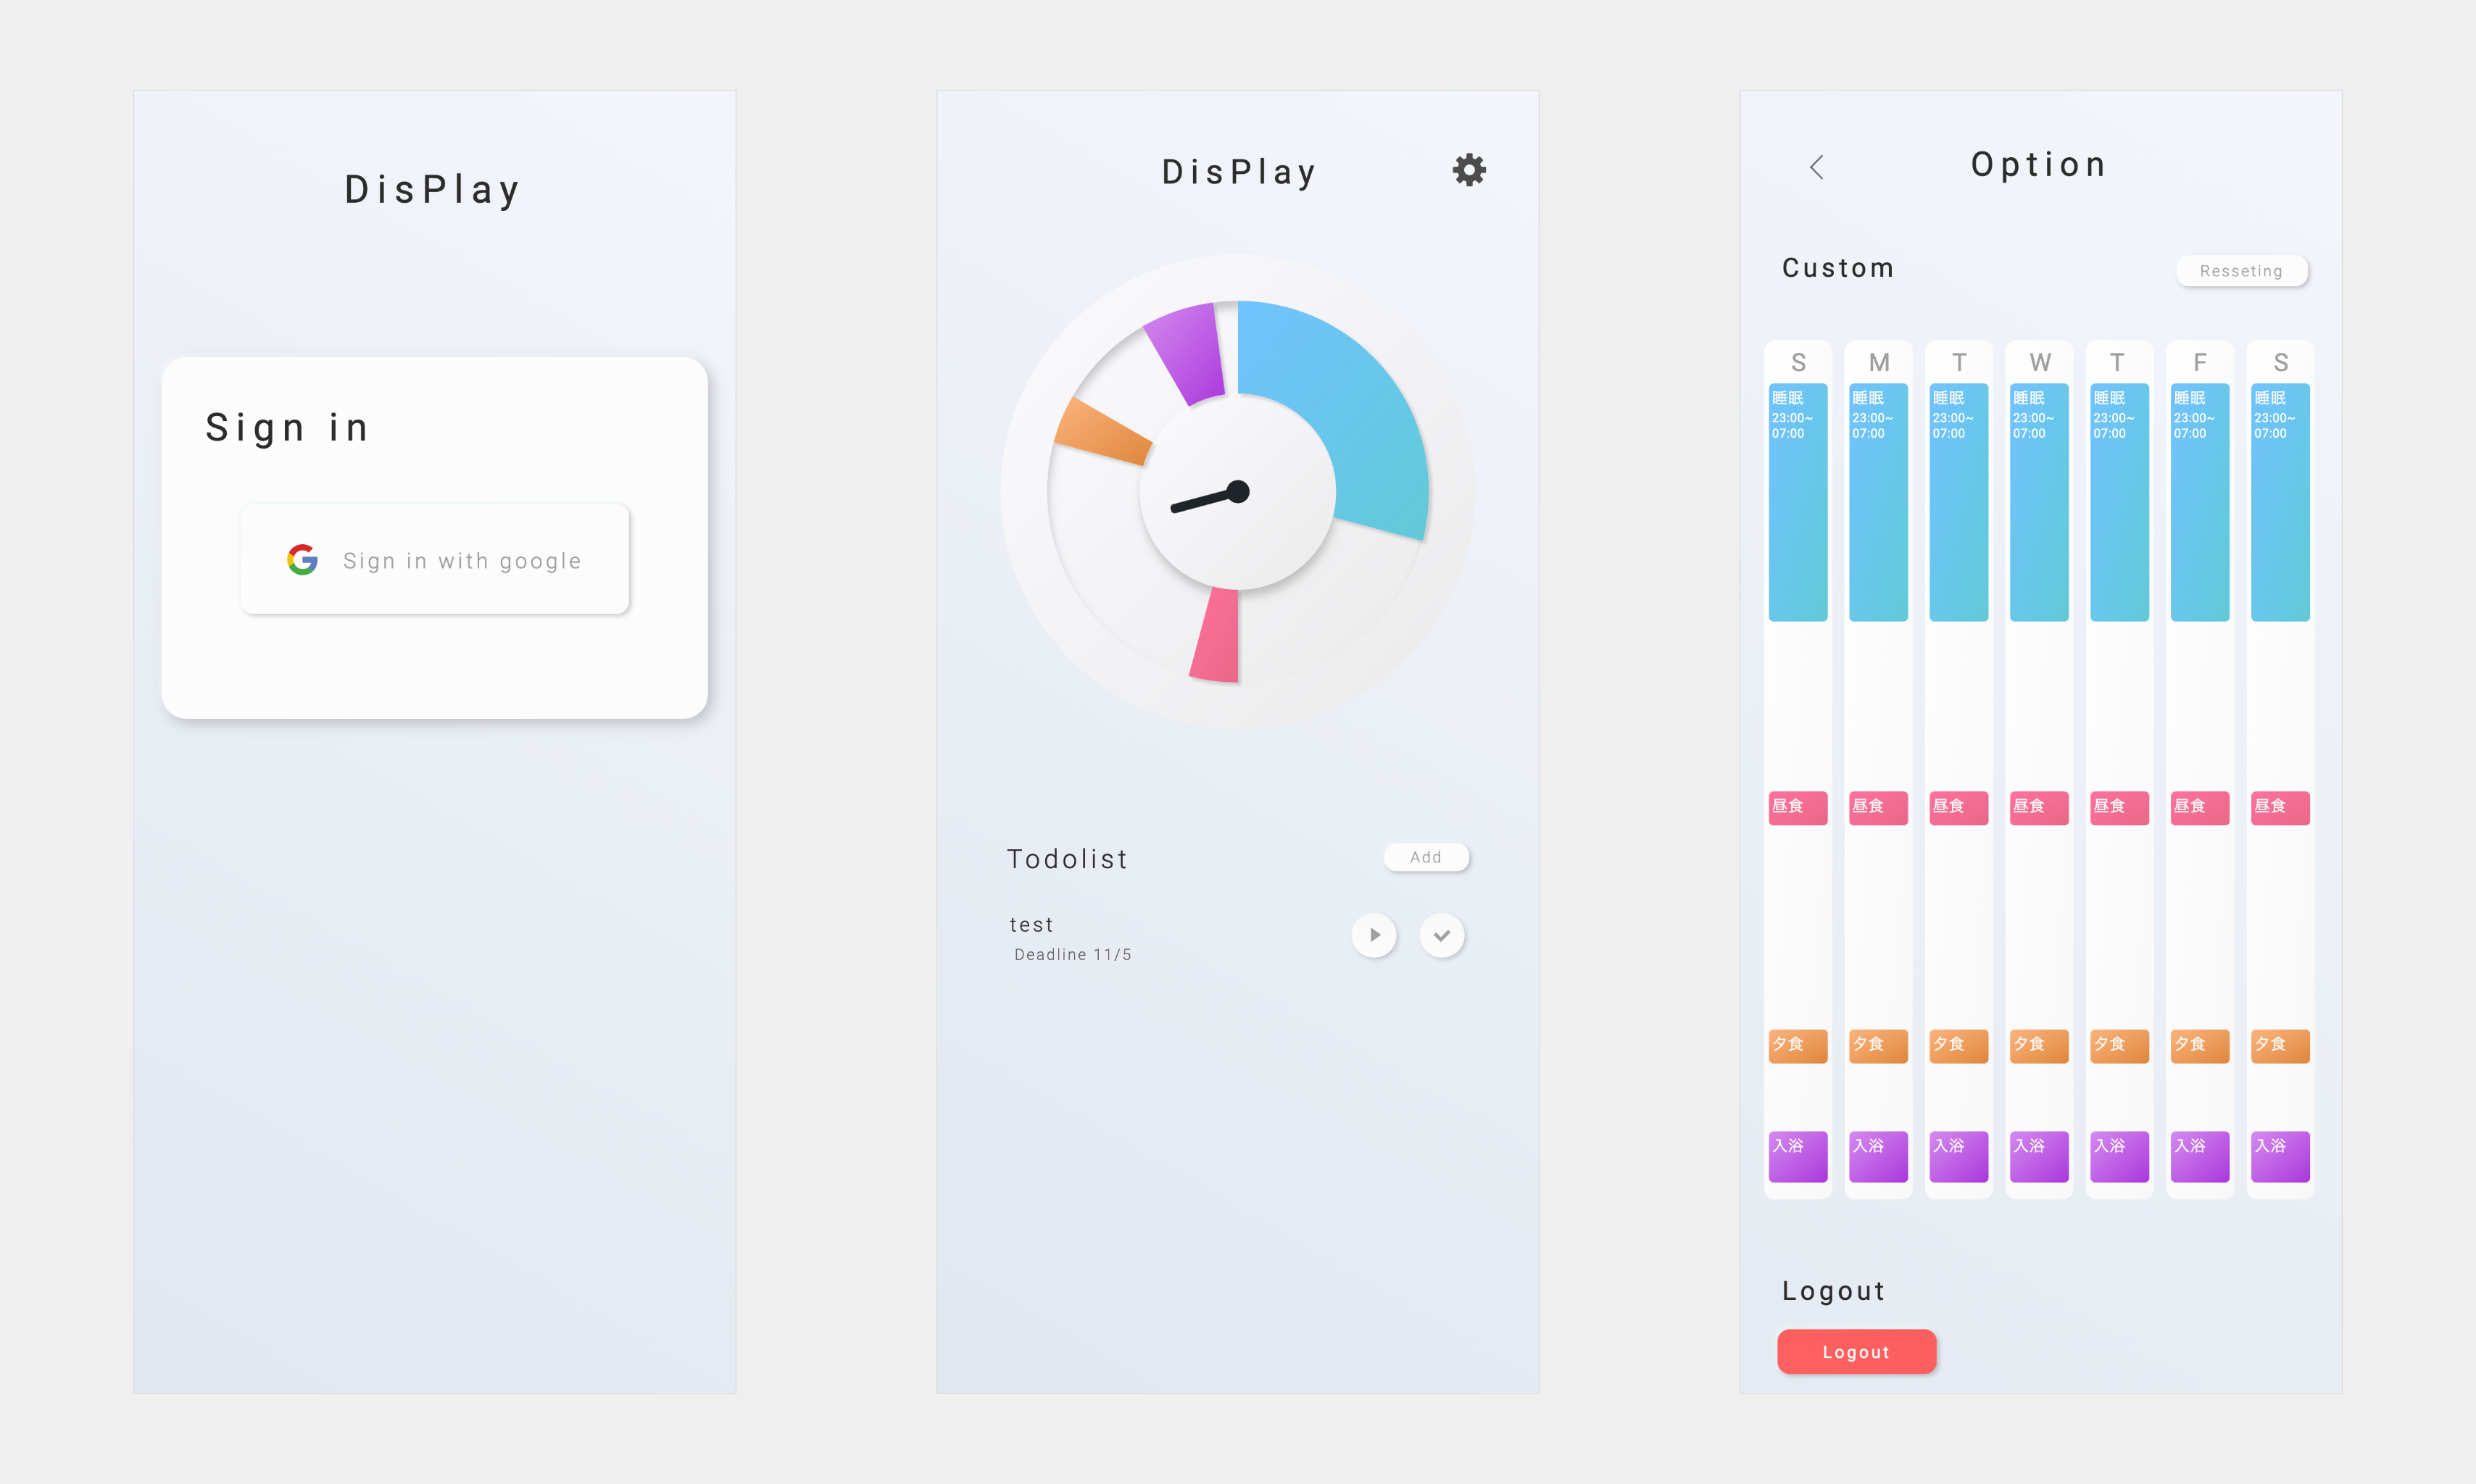 DisPlay
Sign in
Sign in with google
DisPlay
Todolist
Add
test
Deadline 11/5
Option
Custom
Resseting
S M T W T F S
睡眠 睡眠 睡眠 睡眠 睡眠 睡眠 睡眠
23:00~ 23:00~ 23:00~ 23:00~ 23:00~ 23:00~ 23:00~
07:00 07:00 07:00 07:00 07:00 07:00 07:00
昼食 昼食 昼食 昼食 昼食 昼食 昼食
夕食 夕食 夕食 夕食 夕食 夕食 夕食
入浴 入浴 入浴 入浴 入浴 入浴 入浴
Logout
Logout